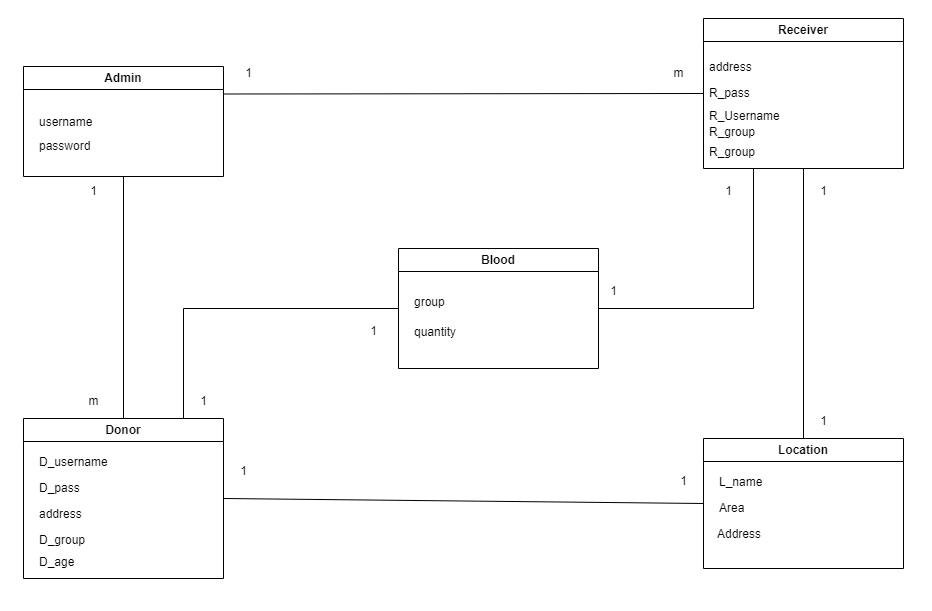 Receiver
address
R_pass
R_Username
R_group
R_group
1
m
Admin
username
password
1
1
1
Blood
group
quantity
1
1
m
1
Donor
D_username
D_pass
address
D_group
D_age
1
1
1
Location
L_name
Area
Address